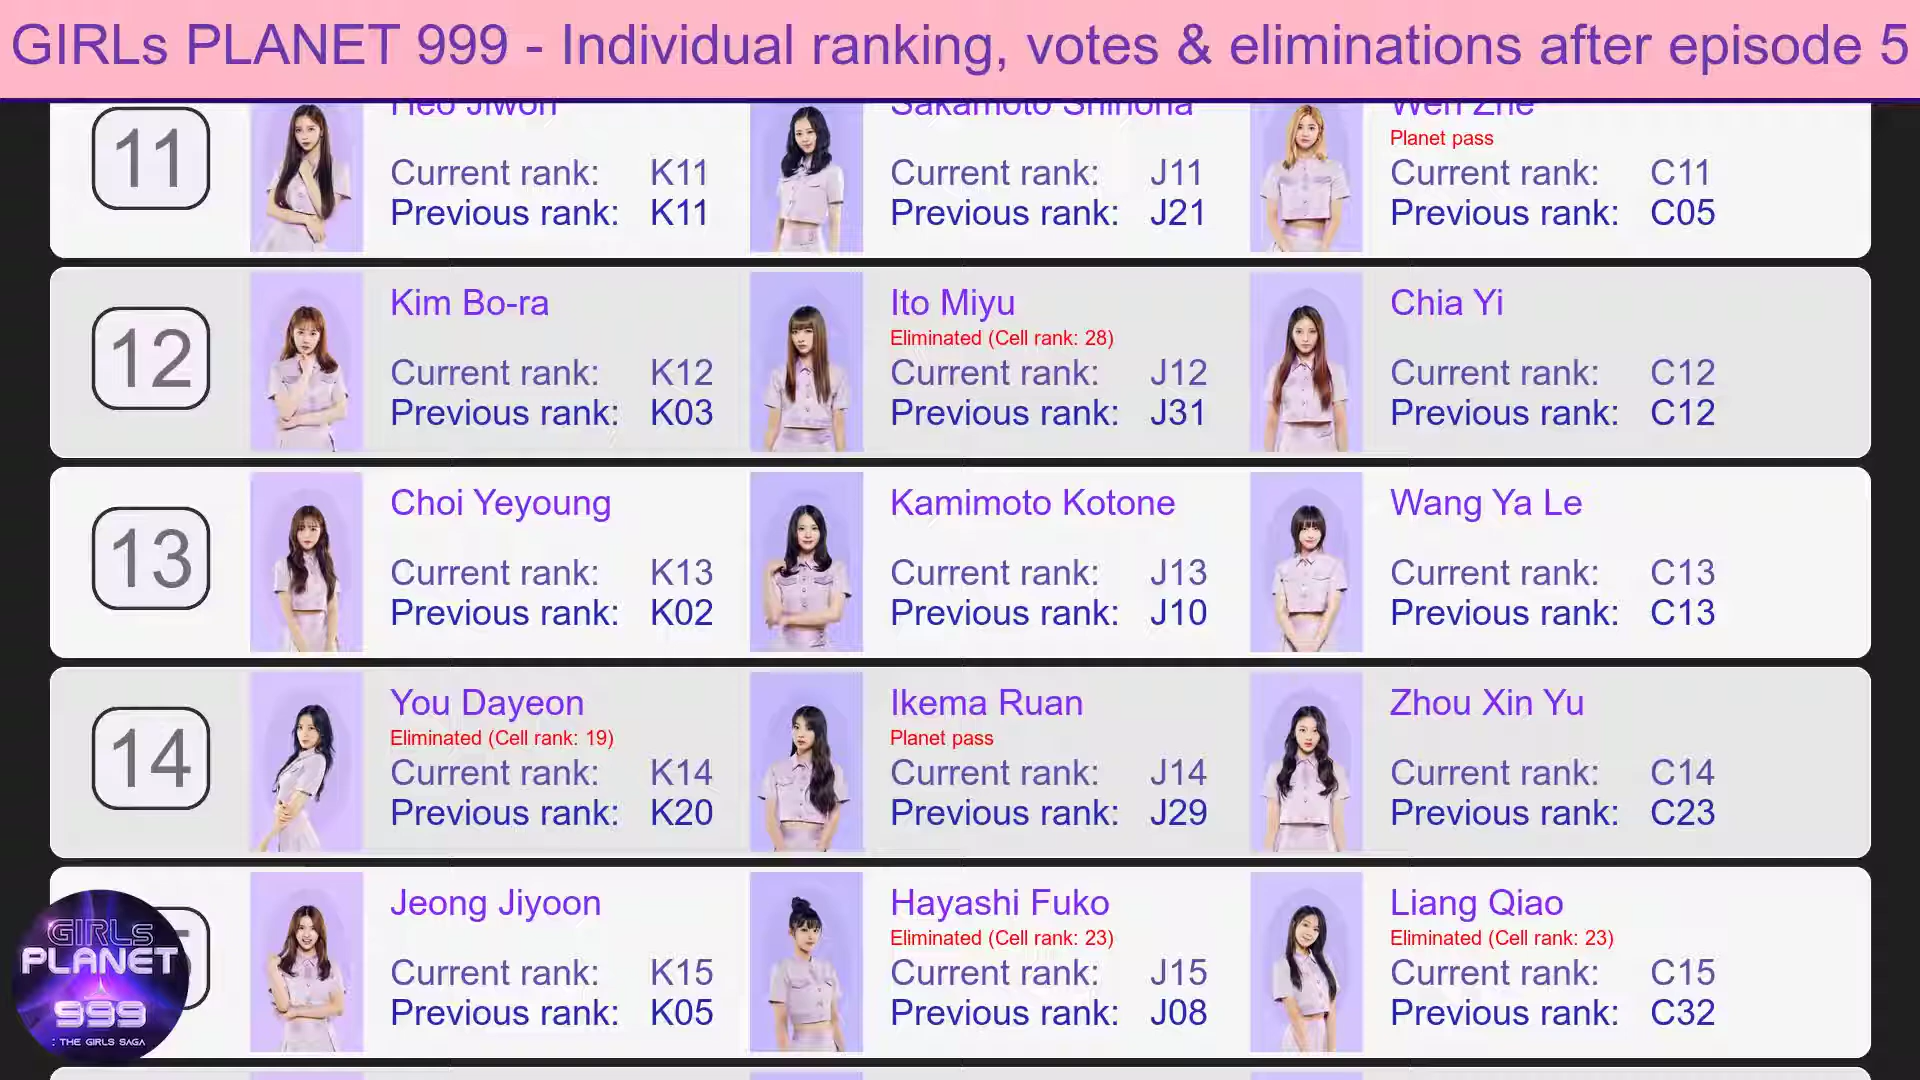 GIRLs PLANET 999 - Individual ranking, votes & eliminations after episode 5
11
Heo Jiwon
Current rank: K11
Previous rank: K11
Sakamoto Shihona
Current rank: J11
Previous rank: J21
Wen Zhe
Planet pass
Current rank: C11
Previous rank: C05
12
Kim Bo-ra
Current rank: K12
Previous rank: K03
Ito Miyu
Eliminated (Cell rank: 28)
Current rank: J12
Previous rank: J31
Chia Yi
Current rank: C12
Previous rank: C12
13
Choi Yeyoung
Current rank: K13
Previous rank: K02
Kamimoto Kotone
Current rank: J13
Previous rank: J10
Wang Ya Le
Current rank: C13
Previous rank: C13
14
You Dayeon
Eliminated (Cell rank: 19)
Current rank: K14
Previous rank: K20
Ikema Ruan
Planet pass
Current rank: J14
Previous rank: J29
Zhou Xin Yu
Current rank: C14
Previous rank: C23
Jeong Jiyoon
Current rank: K15
Previous rank: K05
Hayashi Fuko
Eliminated (Cell rank: 23)
Current rank: J15
Previous rank: J08
Liang Qiao
Eliminated (Cell rank: 23)
Current rank: C15
Previous rank: C32
GIRLS
PLANET
999
: THE GIRLS SAGA